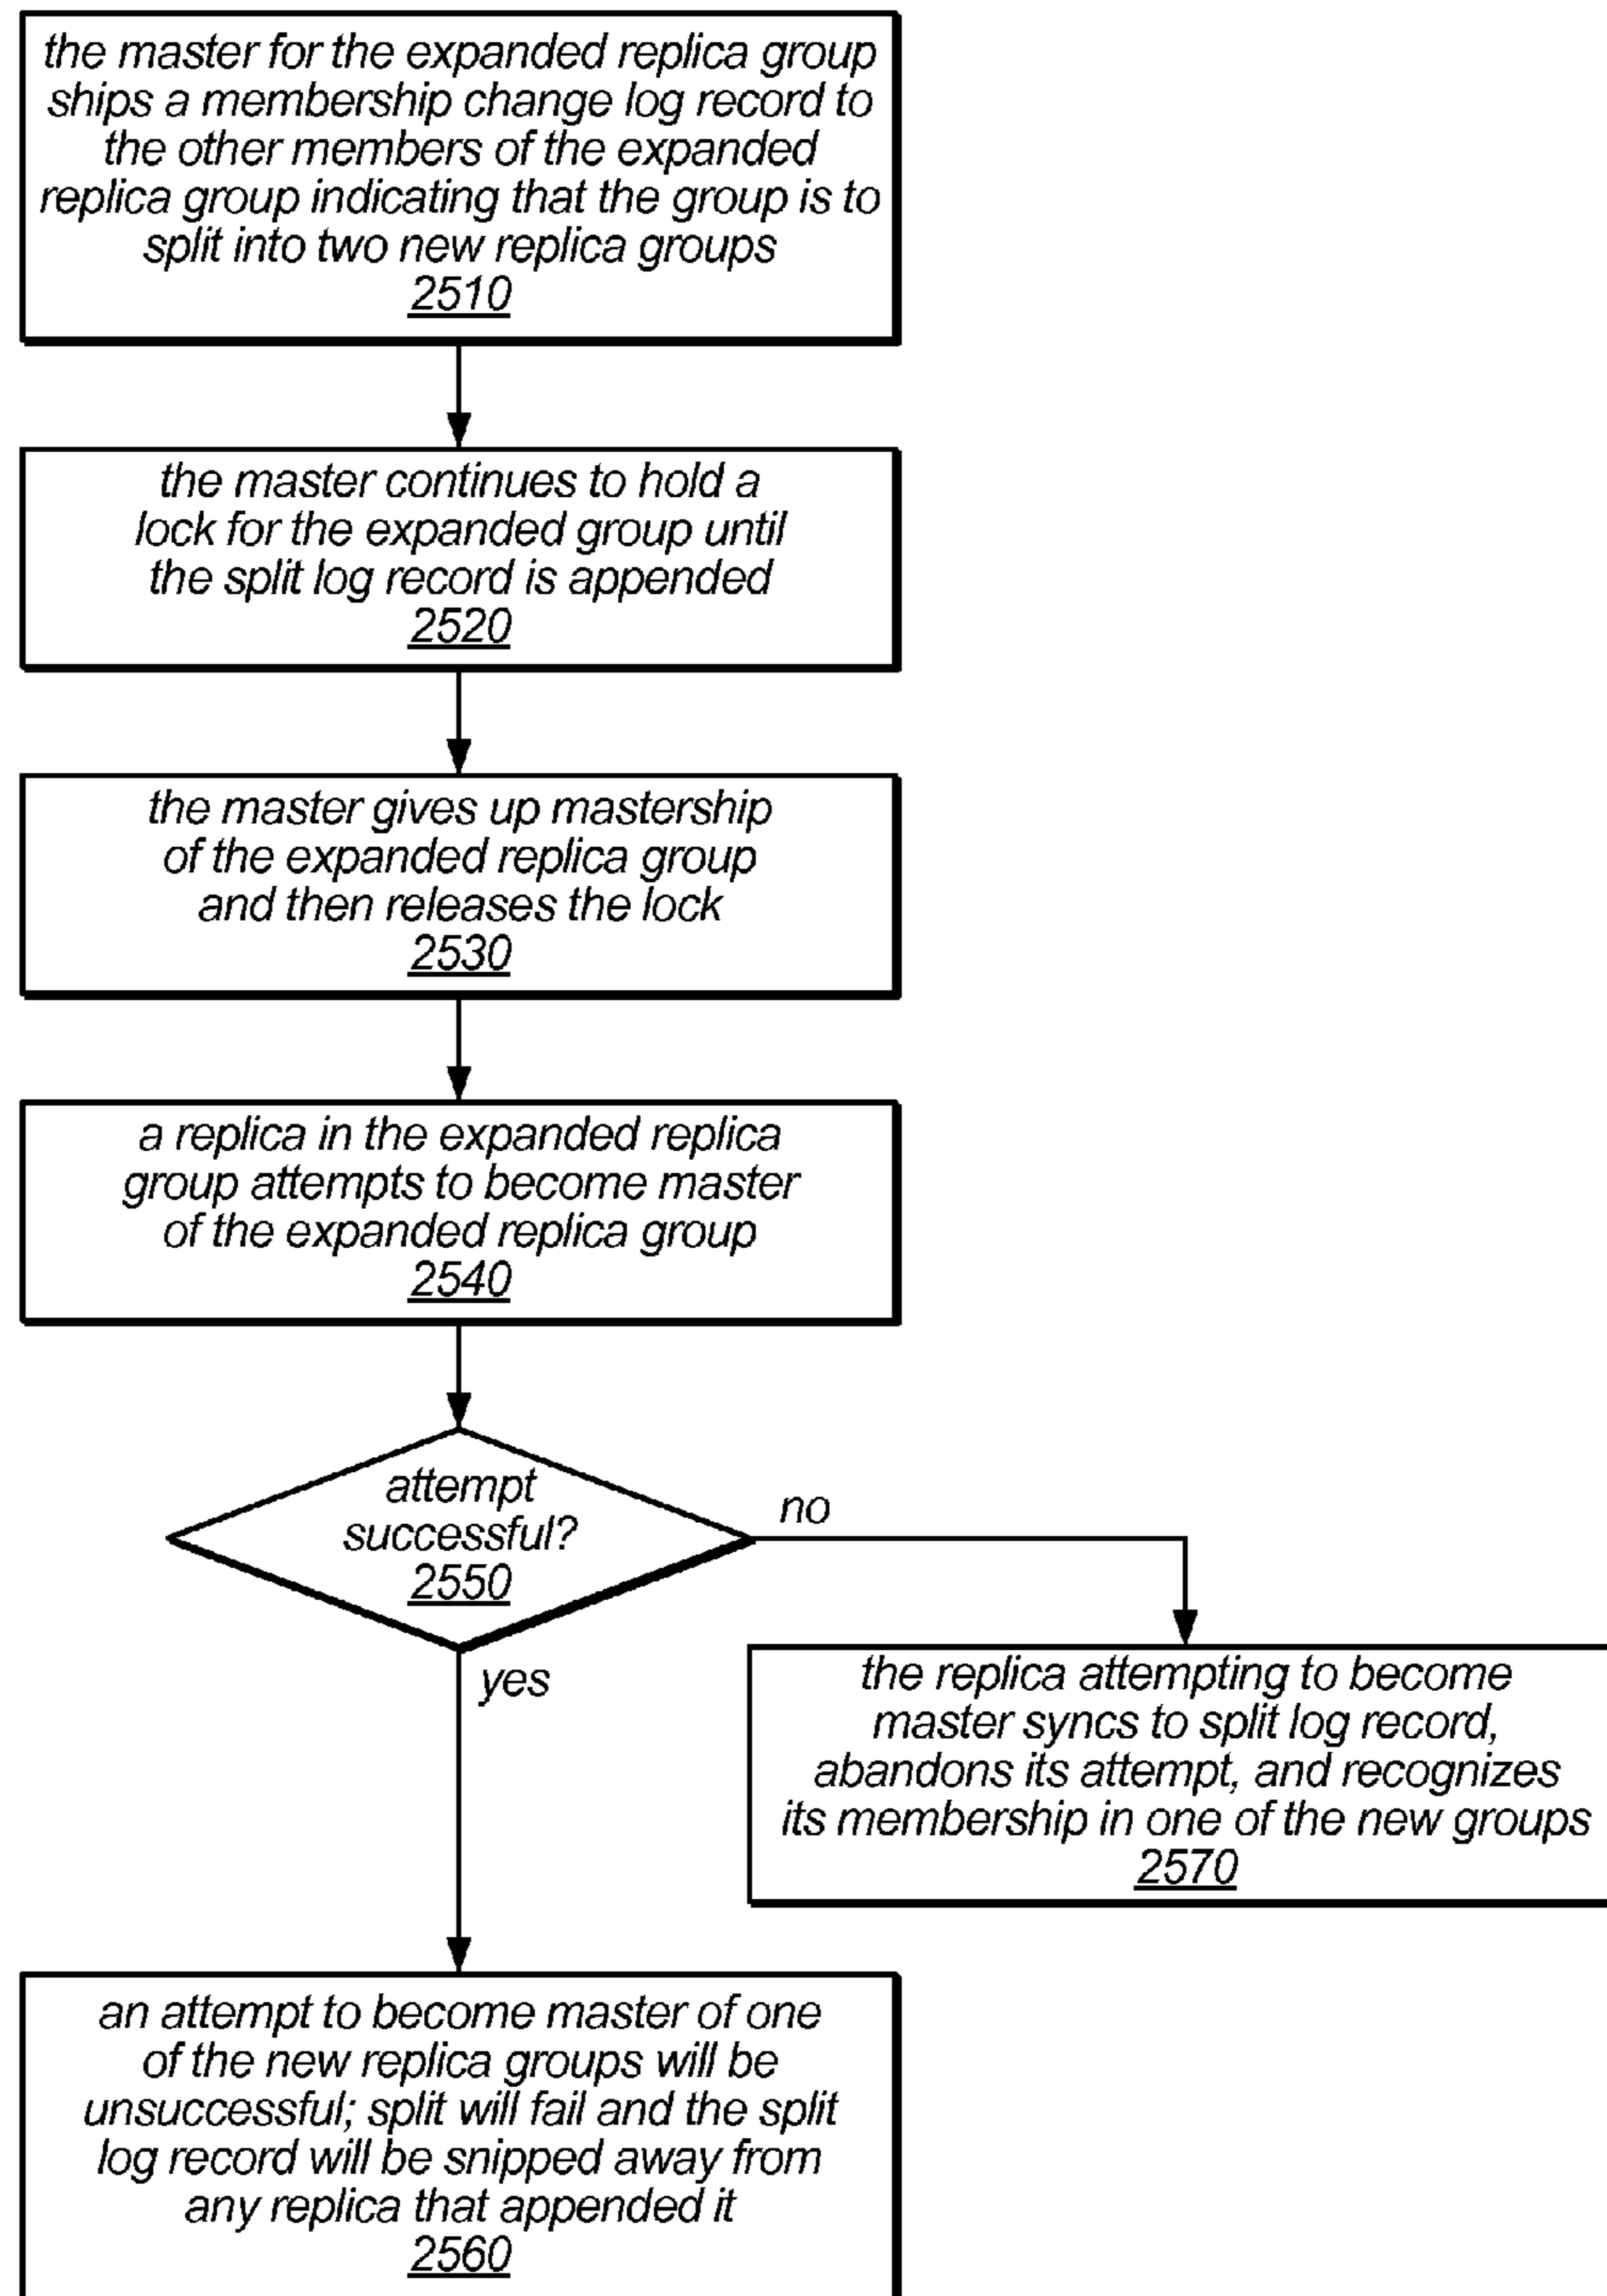 the master for the expanded replica group
ships a membership change log record to
the other members of the expanded
replica group indicating that the group is to
split into two new replica groups
2510
the master continues to hold a
lock for the expanded group until
the split log record is appended
2520
the master gives up mastership
of the expanded replica group
and then releases the lock
2530
a replica in the expanded replica
group attempts to become master
of the expanded replica group
2540
attempt
successful?
2550
no
yes
the replica attempting to become
master syncs to split log record,
abandons its attempt, and recognizes
its membership in one of the new groups
2570
an attempt to become master of one
of the new replica groups will be
unsuccessful; split will fail and the split
log record will be snipped away from
any replica that appended it
2560